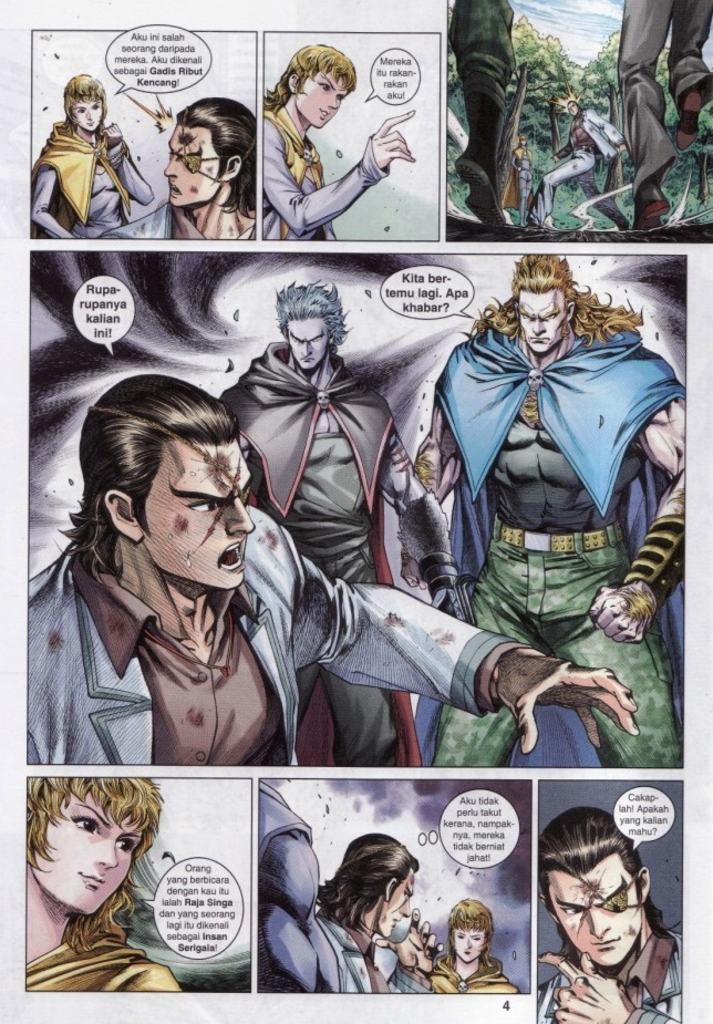 Aku ini salah
seorang daripada
mereka. Aku dikenali
sebagai Gadis Ribut
Kencang!
Mereka
itu rakan-
rakan
aku!
Rupa-
rupanya
kalian
ini!
Kita ber-
temu lagi. Apa
khabar?
Orang
yang berbicara
dengan kau itu
ialah Raja Singa
dan yang seorang
lagi dikenali
sebagai Insan
Serigala!
Aku tidak
perlu takut
kerana, nampak-
nya, mereka
tidak berniat
jahat!
Cakap-
lah! Apakah
yang kalian
mahu?
4